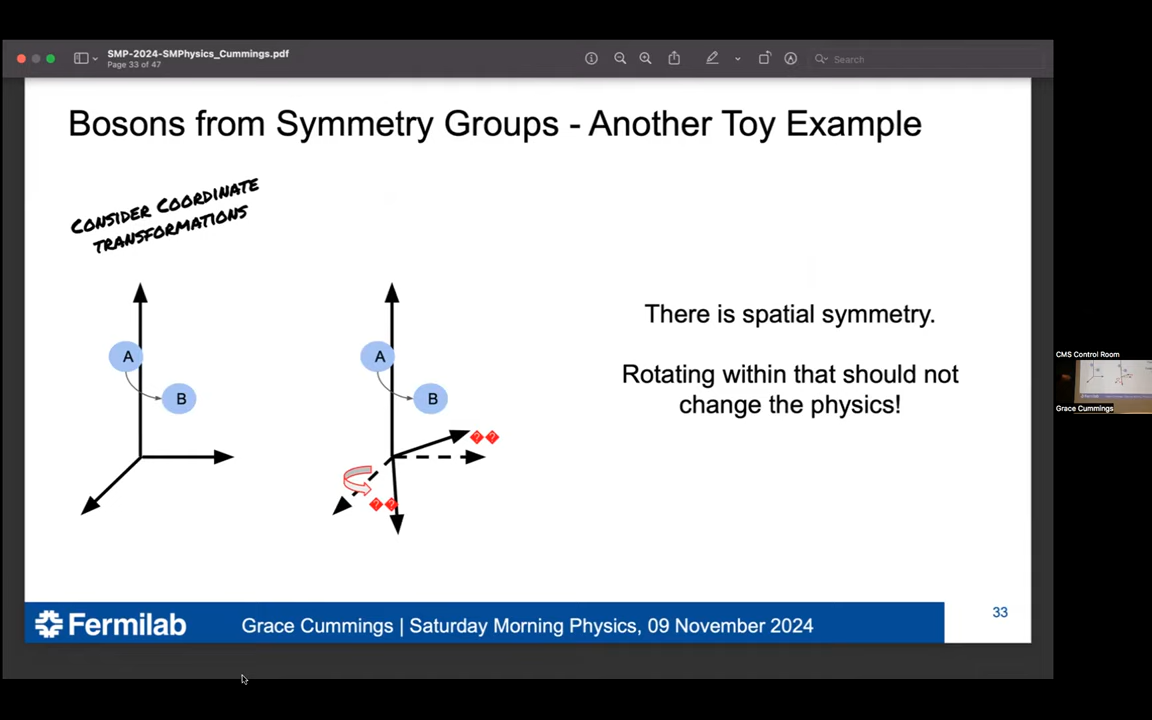 SMP-2024-SMPhysics_Cummings.pdf
Page 33 of 47
Search
Bosons from Symmetry Groups - Another Toy Example
Consider Coordinate
transformations
A
B
A
B
��
��
There is spatial symmetry.
Rotating within that should not
change the physics!
CMS Control Room
Grace Cummings
Fermilab
Grace Cummings | Saturday Morning Physics, 09 November 2024
33